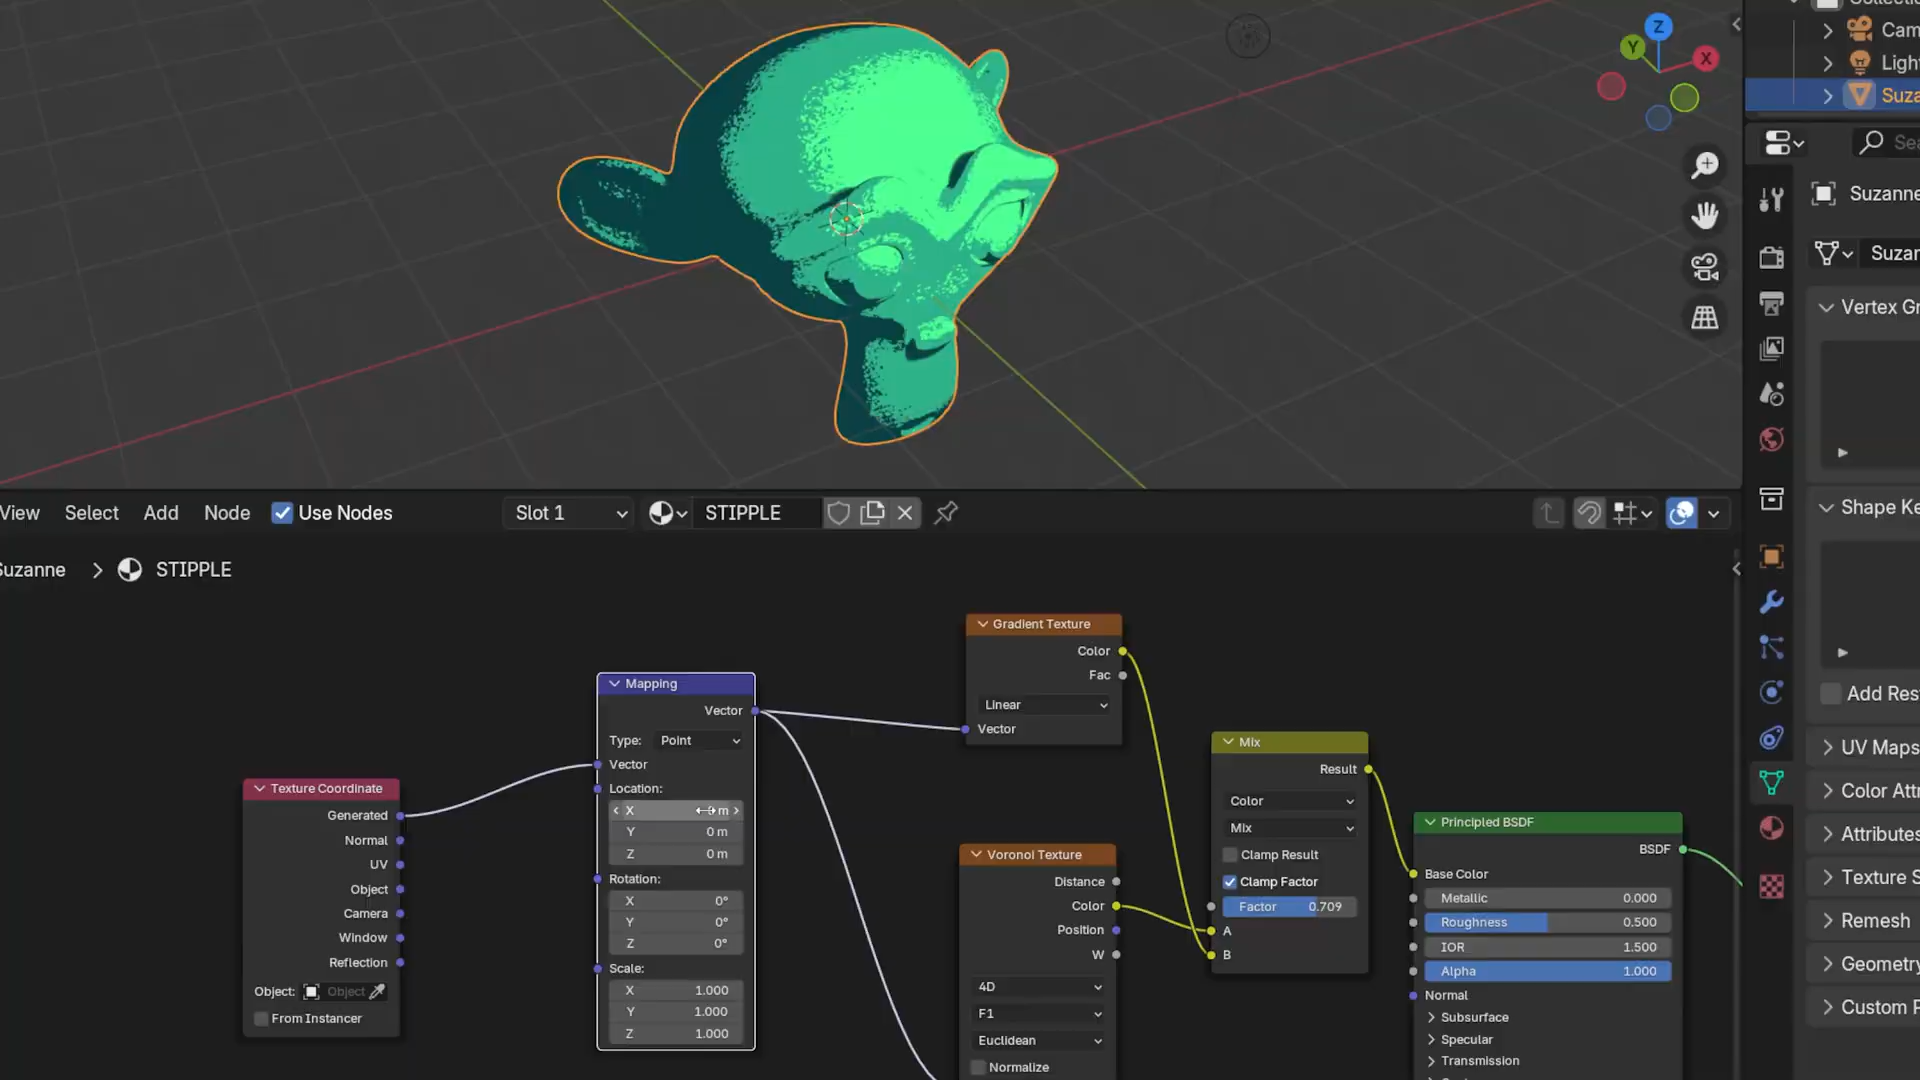 Z
Y
X
Collection
Cam
Ligh
Suza
Sea
Suzanne
Suzan
Vertex Gr
Shape Ke
Add Res
UV Maps
Color Attr
Attributes
Texture S
Remesh
Geometry
Custom P
View
Select
Add
Node
Use Nodes
Slot 1
STIPPLE
Suzanne
STIPPLE
Texture Coordinate
Generated
Normal
UV
Object
Camera
Window
Reflection
Object: Object
From Instancer
Mapping
Vector
Type: Point
Vector
Location:
X m
Y 0 m
Z 0 m
Rotation:
X 0°
Y 0°
Z 0°
Scale:
X 1.000
Y 1.000
Z 1.000
Gradient Texture
Color
Fac
Linear
Vector
Voronoi Texture
Distance
Color
Position
W
4D
F1
Euclidean
Normalize
Mix
Result
Color
Mix
Clamp Result
Clamp Factor
Factor 0.709
A
B
Principled BSDF
BSDF
Base Color
Metallic 0.000
Roughness 0.500
IOR 1.500
Alpha 1.000
Normal
Subsurface
Specular
Transmission